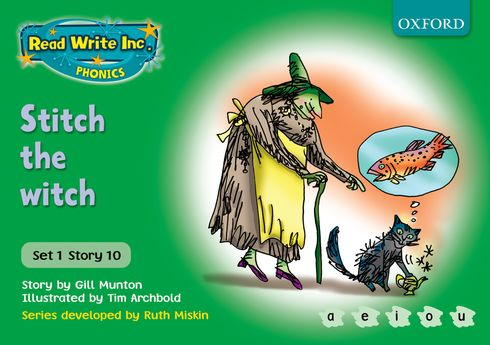 OXFORD
Read Write Inc.
PHONICS
Stitch
the
witch
Set 1 Story 10
Story by Gill Munton
Illustrated by Tim Archbold
Series developed by Ruth Miskin
a e i o u